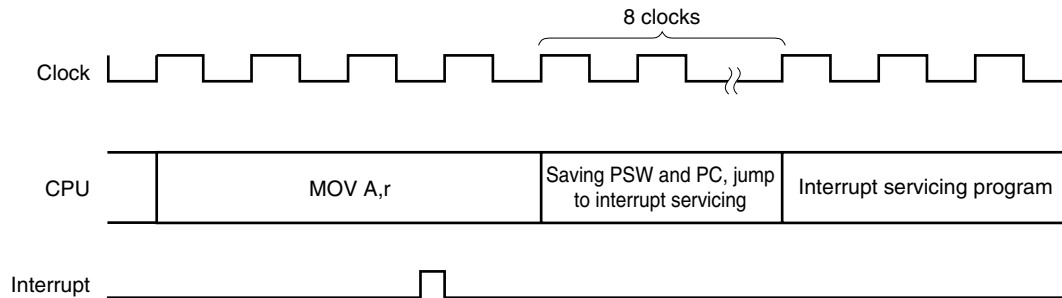 8 clocks
Clock
CPU
MOV A,r
Saving PSW and PC, jump
to interrupt servicing
Interrupt servicing program
Interrupt